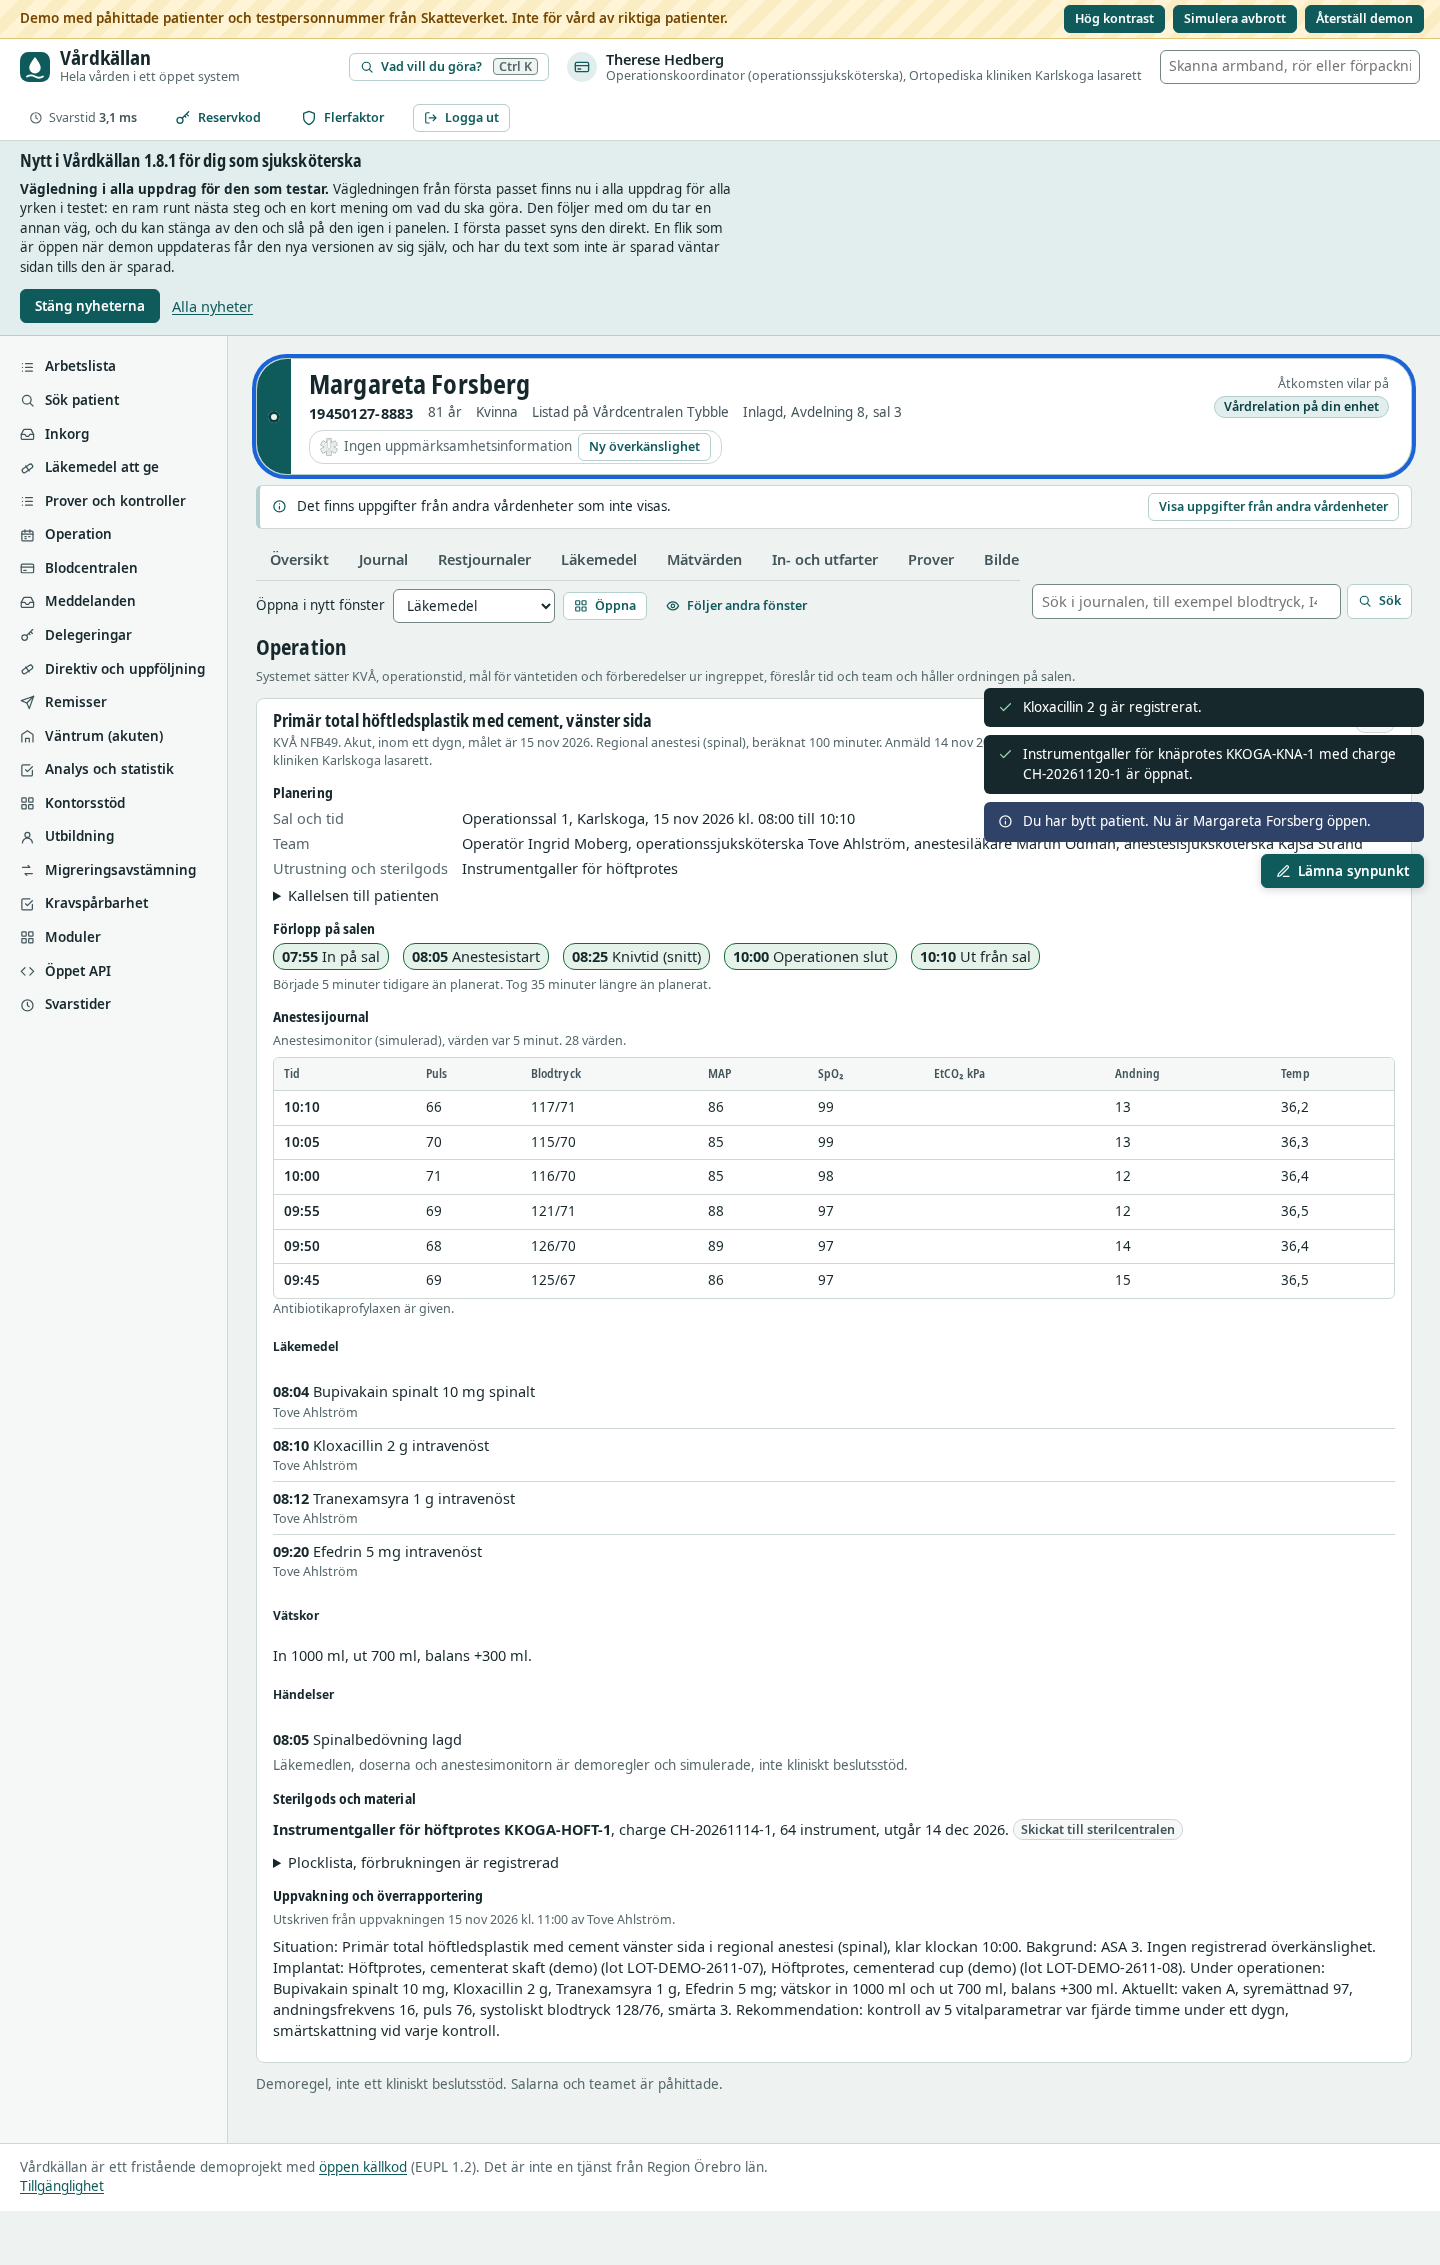 Demo med påhittade patienter och testpersonnummer från Skatteverket. Inte för vård av riktiga patienter.
Hög kontrast
Simulera avbrott
Återställ demon
Vårdkällan
Hela vården i ett öppet system
Vad vill du göra? Ctrl K
Therese Hedberg
Operationskoordinator (operationssjuksköterska), Ortopediska kliniken Karlskoga lasarett
Skanna armband, rör eller förpackni
Svarstid 3,1 ms
Reservkod
Flerfaktor
Logga ut
Nytt i Vårdkällan 1.8.1 för dig som sjuksköterska
Vägledning i alla uppdrag för den som testar. Vägledningen från första passet finns nu i alla uppdrag för alla
yrken i testet: en ram runt nästa steg och en kort mening om vad du ska göra. Den följer med om du tar en
annan väg, och du kan stänga av den och slå på den igen i panelen. I första passet syns den direkt. En flik som
är öppen när demon uppdateras får den nya versionen av sig själv, och har du text som inte är sparad väntar
sidan tills den är sparad.
Stäng nyheterna
Alla nyheter
Arbetslista
Sök patient
Inkorg
Läkemedel att ge
Prover och kontroller
Operation
Blodcentralen
Meddelanden
Delegeringar
Direktiv och uppföljning
Remisser
Väntrum (akuten)
Analys och statistik
Kontorsstöd
Utbildning
Migreringsavstämning
Kravspårbarhet
Moduler
Öppet API
Svarstider
Margareta Forsberg
19450127-8883 81 år Kvinna Listad på Vårdcentralen Tybble Inlagd, Avdelning 8, sal 3
Ingen uppmärksamhetsinformation Ny överkänslighet
Åtkomsten vilar på
Vårdrelation på din enhet
Det finns uppgifter från andra vårdenheter som inte visas.
Visa uppgifter från andra vårdenheter
Översikt Journal Restjournaler Läkemedel Mätvärden In- och utfarter Prover Bilde
Öppna i nytt fönster Läkemedel Öppna Följer andra fönster
Sök i journalen, till exempel blodtryck, I4 Sök
Operation
Systemet sätter KVÅ, operationstid, mål för väntetiden och förberedelser ur ingreppet, föreslår tid och team och håller ordningen på salen.
Primär total höftledsplastik med cement, vänster sida
KVÅ NFB49. Akut, inom ett dygn, målet är 15 nov 2026. Regional anestesi (spinal), beräknat 100 minuter. Anmäld 14 nov
kliniken Karlskoga lasarett.
Kloxacillin 2 g är registrerat.
Instrumentgaller för knäprotes KKOGA-KNA-1 med charge
CH-20261120-1 är öppnat.
Du har bytt patient. Nu är Margareta Forsberg öppen.
Lämna synpunkt
Planering
Sal och tid Operationssal 1, Karlskoga, 15 nov 2026 kl. 08:00 till 10:10
Team Operatör Ingrid Moberg, operationssjuksköterska Tove Ahlström, anestesiläkare Martin Ödman, anestesisjuksköterska Kajsa Strand
Utrustning och sterilgods Instrumentgaller för höftprotes
Kallelsen till patienten
Förlopp på salen
07:55 In på sal 08:05 Anestesistart 08:25 Knivtid (snitt) 10:00 Operationen slut 10:10 Ut från sal
Började 5 minuter tidigare än planerat. Tog 35 minuter längre än planerat.
Anestesijournal
Anestesimonitor (simulerad), värden var 5 minut. 28 värden.
Tid Puls Blodtryck MAP SpO₂ EtCO₂ kPa Andning Temp
10:10 66 117/71 86 99 13 36,2
10:05 70 115/70 85 99 13 36,3
10:00 71 116/70 85 98 12 36,4
09:55 69 121/71 88 97 12 36,5
09:50 68 126/70 89 97 14 36,4
09:45 69 125/67 86 97 15 36,5
Antibiotikaprofylaxen är given.
Läkemedel
08:04 Bupivakain spinalt 10 mg spinalt
Tove Ahlström
08:10 Kloxacillin 2 g intravenöst
Tove Ahlström
08:12 Tranexamsyra 1 g intravenöst
Tove Ahlström
09:20 Efedrin 5 mg intravenöst
Tove Ahlström
Vätskor
In 1000 ml, ut 700 ml, balans +300 ml.
Händelser
08:05 Spinalbedövning lagd
Läkemedlen, doserna och anestesimonitorn är demoregler och simulerade, inte kliniskt beslutsstöd.
Sterilgods och material
Instrumentgaller för höftprotes KKOGA-HOFT-1, charge CH-20261114-1, 64 instrument, utgår 14 dec 2026. Skickat till sterilcentralen
Plocklista, förbrukningen är registrerad
Uppvakning och överrapportering
Utskriven från uppvakningen 15 nov 2026 kl. 11:00 av Tove Ahlström.
Situation: Primär total höftledsplastik med cement vänster sida i regional anestesi (spinal), klar klockan 10:00. Bakgrund: ASA 3. Ingen registrerad överkänslighet.
Implantat: Höftprotes, cementerat skaft (demo) (lot LOT-DEMO-2611-07), Höftprotes, cementerad cup (demo) (lot LOT-DEMO-2611-08). Under operationen:
Bupivakain spinalt 10 mg, Kloxacillin 2 g, Tranexamsyra 1 g, Efedrin 5 mg; vätskor in 1000 ml och ut 700 ml, balans +300 ml. Aktuellt: vaken A, syremättnad 97,
andningsfrekvens 16, puls 76, systoliskt blodtryck 128/76, smärta 3. Rekommendation: kontroll av 5 vitalparametrar var fjärde timme under ett dygn,
smärtskattning vid varje kontroll.
Demoregel, inte ett kliniskt beslutsstöd. Salarna och teamet är påhittade.
Vårdkällan är ett fristående demoprojekt med öppen källkod (EUPL 1.2). Det är inte en tjänst från Region Örebro län.
Tillgänglighet